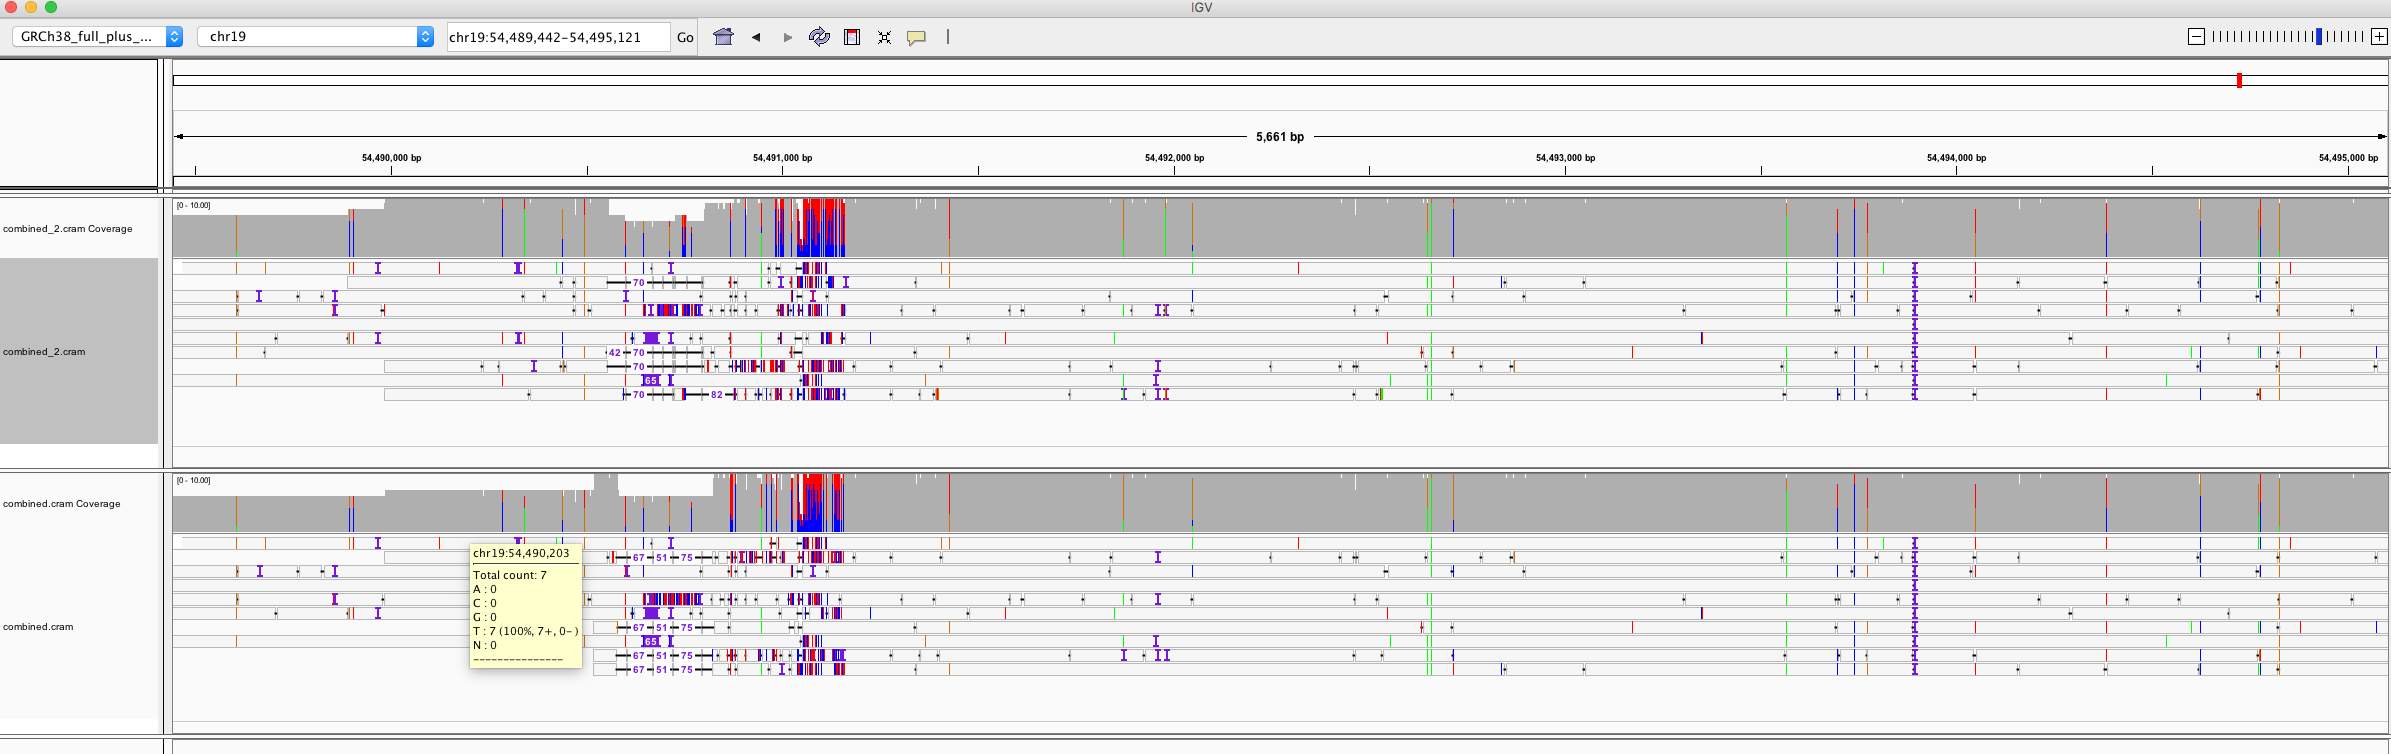 IGV
GRCh38_full_plus_... chr19 chr19:54,489,442-54,495,121 Go
5,661 bp
54,490,000 bp 54,491,000 bp 54,492,000 bp 54,493,000 bp 54,494,000 bp 54,495,000 bp
[0 - 10.00]
combined_2.cram Coverage
70
combined_2.cram
42 70
70
65
70 82
[0 - 10.00]
combined.cram Coverage
67 51 75
combined.cram
67 51 75
65
67 51 75
67 51 75
chr19:54,490,203
Total count: 7
A : 0
C : 0
G : 0
T : 7 (100%, 7+, 0-)
N : 0
---------------